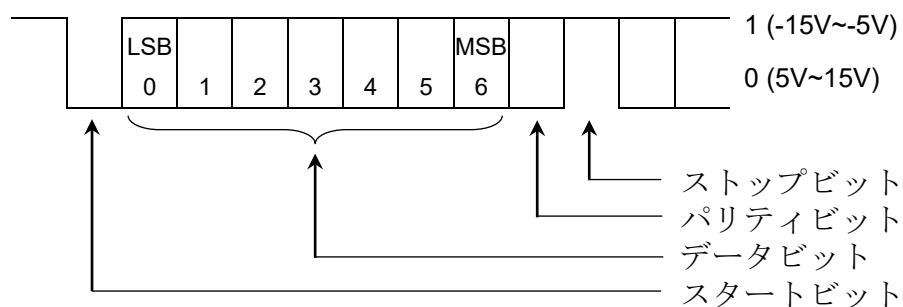 1 (-15V~-5V)
LSB MSB
0 (5V~15V)
0 1 2 3 4 5 6
ストップビット
パリティビット
データビット
スタートビット